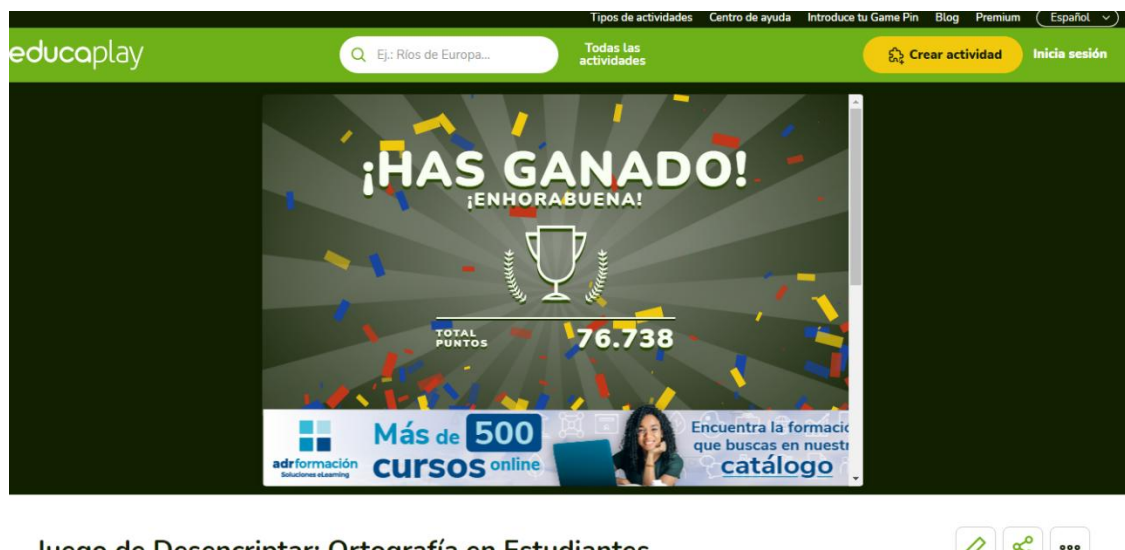 Tipos de actividades Centro de ayuda Introduce tu Game Pin Blog Premium Español
educaplay
Ej.: Ríos de Europa...
Todas las
actividades
Crear actividad
Inicia sesión
¡HAS GANADO!
¡ENHORABUENA!
TOTAL
PUNTOS
76.738
adrformación
Soluciones eLearning
Más de 500
cursos online
Encuentra la formació
que buscas en nuestr
catálogo
Juego de Desencriptar: Ortografía en Estudiantes